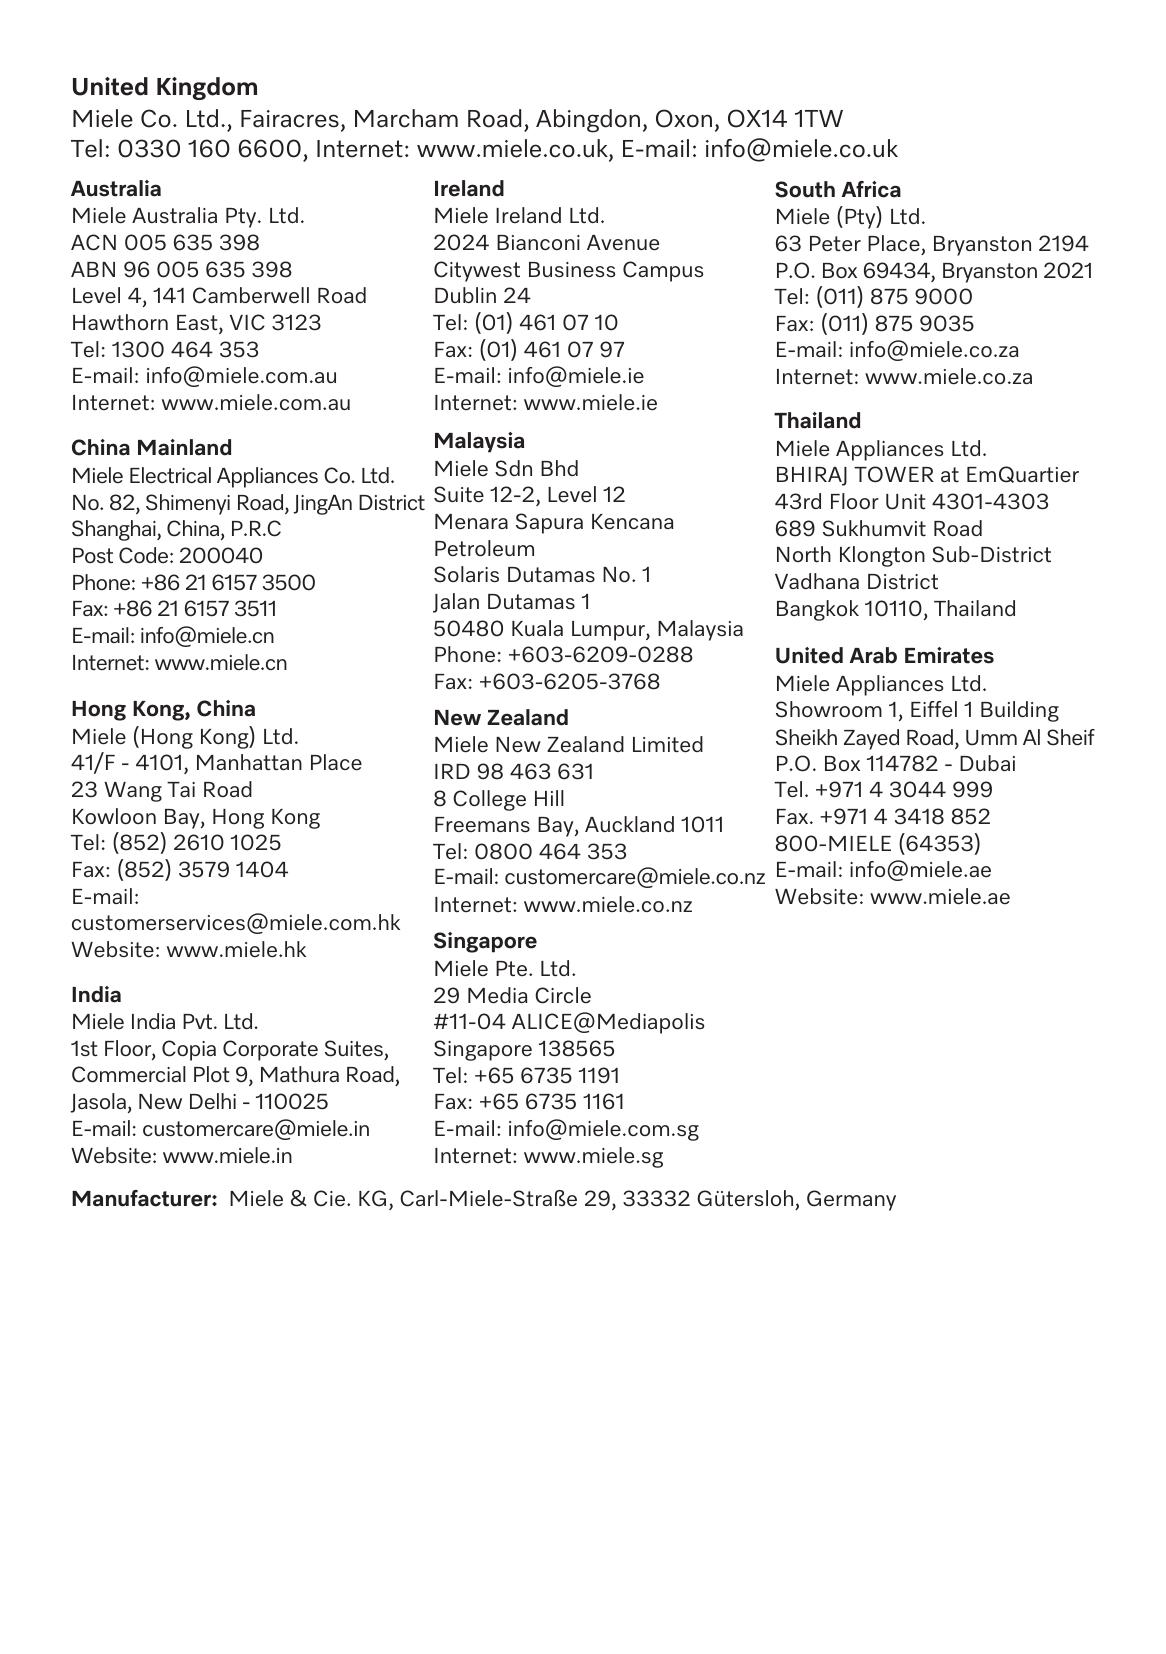 United Kingdom
Miele Co. Ltd., Fairacres, Marcham Road, Abingdon, Oxon, OX14 1TW
Tel: 0330 160 6600, Internet: www.miele.co.uk, E-mail: info@miele.co.uk
Australia
Miele Australia Pty. Ltd.
ACN 005 635 398
ABN 96 005 635 398
Level 4, 141 Camberwell Road
Hawthorn East, VIC 3123
Tel: 1300 464 353
E-mail: info@miele.com.au
Internet: www.miele.com.au
China Mainland
Miele Electrical Appliances Co. Ltd.
No. 82, Shimenyi Road, JingAn District
Shanghai, China, P.R.C
Post Code: 200040
Phone: +86 21 6157 3500
Fax: +86 21 6157 3511
E-mail: info@miele.cn
Internet: www.miele.cn
Hong Kong, China
Miele (Hong Kong) Ltd.
41/F - 4101, Manhattan Place
23 Wang Tai Road
Kowloon Bay, Hong Kong
Tel: (852) 2610 1025
Fax: (852) 3579 1404
E-mail:
customerservices@miele.com.hk
Website: www.miele.hk
India
Miele India Pvt. Ltd.
1st Floor, Copia Corporate Suites,
Commercial Plot 9, Mathura Road,
Jasola, New Delhi - 110025
E-mail: customercare@miele.in
Website: www.miele.in
Ireland
Miele Ireland Ltd.
2024 Bianconi Avenue
Citywest Business Campus
Dublin 24
Tel: (01) 461 07 10
Fax: (01) 461 07 97
E-mail: info@miele.ie
Internet: www.miele.ie
Malaysia
Miele Sdn Bhd
Suite 12-2, Level 12
Menara Sapura Kencana
Petroleum
Solaris Dutamas No. 1
Jalan Dutamas 1
50480 Kuala Lumpur, Malaysia
Phone: +603-6209-0288
Fax: +603-6205-3768
New Zealand
Miele New Zealand Limited
IRD 98 463 631
8 College Hill
Freemans Bay, Auckland 1011
Tel: 0800 464 353
E-mail: customercare@miele.co.nz
Internet: www.miele.co.nz
Singapore
Miele Pte. Ltd.
29 Media Circle
#11-04 ALICE@Mediapolis
Singapore 138565
Tel: +65 6735 1191
Fax: +65 6735 1161
E-mail: info@miele.com.sg
Internet: www.miele.sg
South Africa
Miele (Pty) Ltd.
63 Peter Place, Bryanston 2194
P.O. Box 69434, Bryanston 2021
Tel: (011) 875 9000
Fax: (011) 875 9035
E-mail: info@miele.co.za
Internet: www.miele.co.za
Thailand
Miele Appliances Ltd.
BHIRAJ TOWER at EmQuartier
43rd Floor Unit 4301-4303
689 Sukhumvit Road
North Klongton Sub-District
Vadhana District
Bangkok 10110, Thailand
United Arab Emirates
Miele Appliances Ltd.
Showroom 1, Eiffel 1 Building
Sheikh Zayed Road, Umm Al Sheif
P.O. Box 114782 - Dubai
Tel. +971 4 3044 999
Fax. +971 4 3418 852
800-MIELE (64353)
E-mail: info@miele.ae
Website: www.miele.ae
Manufacturer: Miele & Cie. KG, Carl-Miele-Straße 29, 33332 Gütersloh, Germany